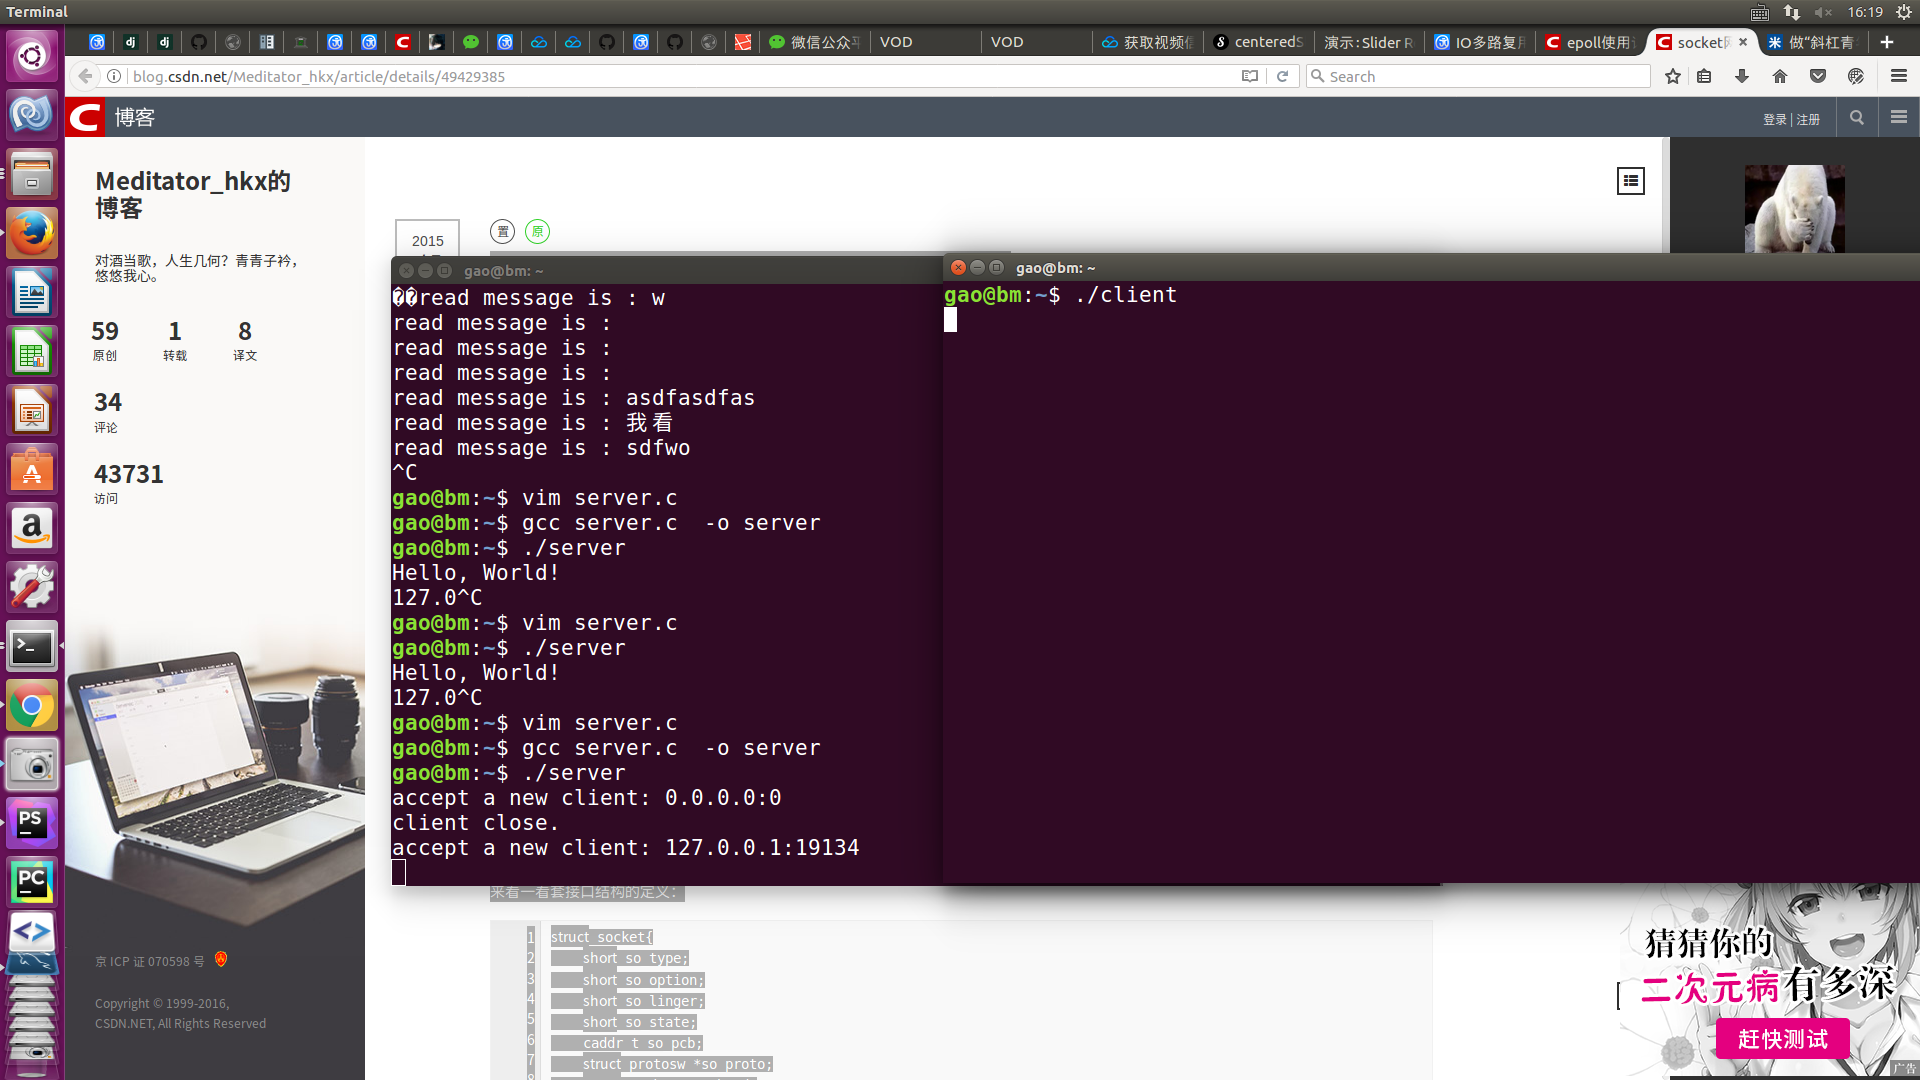 Terminal
16:19
微信公众平
VOD
VOD
获取视频信
centeredS
演示:Slider R
IO多路复用
epoll使用
socket
做“斜杠青
blog.csdn.net/Meditator_hkx/article/details/49429385
Search
博客
登录 | 注册
Meditator_hkx的
博客
对酒当歌，人生几何？青青子衿，
悠悠我心。
59 1 8
原创 转载 译文
34
评论
43731
访问
2015
置 原
gao@bm: ~
��read message is : w
read message is :
read message is :
read message is :
read message is : asdfasdfas
read message is : 我看
read message is : sdfwo
^C
gao@bm:~$ vim server.c
gao@bm:~$ gcc server.c  -o server
gao@bm:~$ ./server
Hello, World!
127.0^C
gao@bm:~$ vim server.c
gao@bm:~$ ./server
Hello, World!
127.0^C
gao@bm:~$ vim server.c
gao@bm:~$ gcc server.c  -o server
gao@bm:~$ ./server
accept a new client: 0.0.0.0:0
client close.
accept a new client: 127.0.0.1:19134
gao@bm: ~
gao@bm:~$ ./client
来看一看套接口结构的定义：
1 struct socket{
2 short so_type;
3 short so_option;
4 short so_linger;
5 short so_state;
6 caddr_t so_pcb;
7 struct protosw *so_proto;
京 ICP 证 070598 号
Copyright © 1999-2016,
CSDN.NET, All Rights Reserved
猜猜你的
二次元病有多深
赶快测试
广告
PS
PC